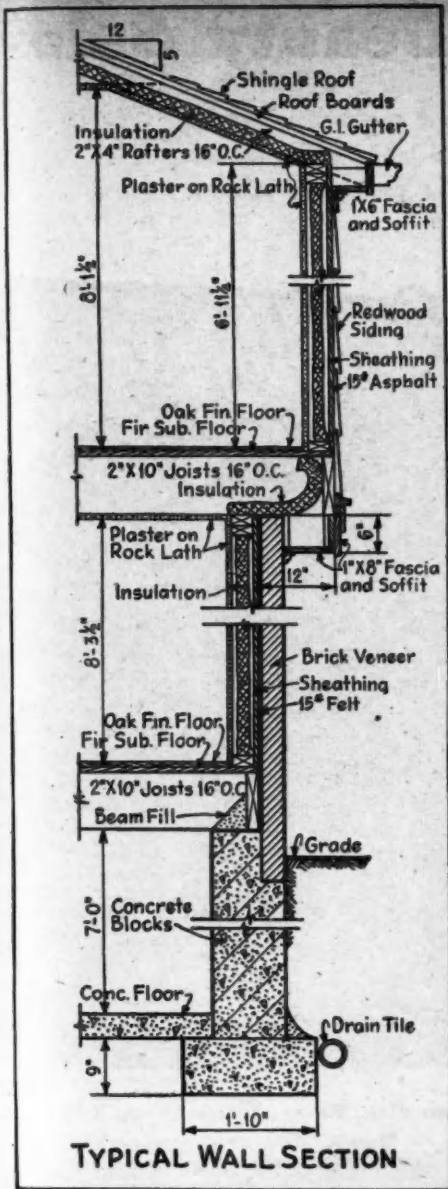 12
5
Shingle Roof
Roof Boards
G.I. Gutter
Insulation
2"X4" Rafters 16"O.C.
Plaster on Rock Lath
1X6" Fascia
and Soffit
8'-1½"
6'-11½"
Redwood
Siding
Sheathing
15# Asphalt
Oak Fin. Floor
Fir Sub. Floor
2"X10" Joists 16"O.C.
Insulation
Plaster on
Rock Lath
6"
12"
1"X8" Fascia
and Soffit
Insulation
8'-3½"
Brick Veneer
Sheathing
15# Felt
Oak Fin. Floor
Fir Sub. Floor
2"X10" Joists 16"O.C
Beam Fill
Grade
7'-0"
Concrete
Blocks
Conc. Floor
Drain Tile
9"
1'-10"
TYPICAL WALL SECTION